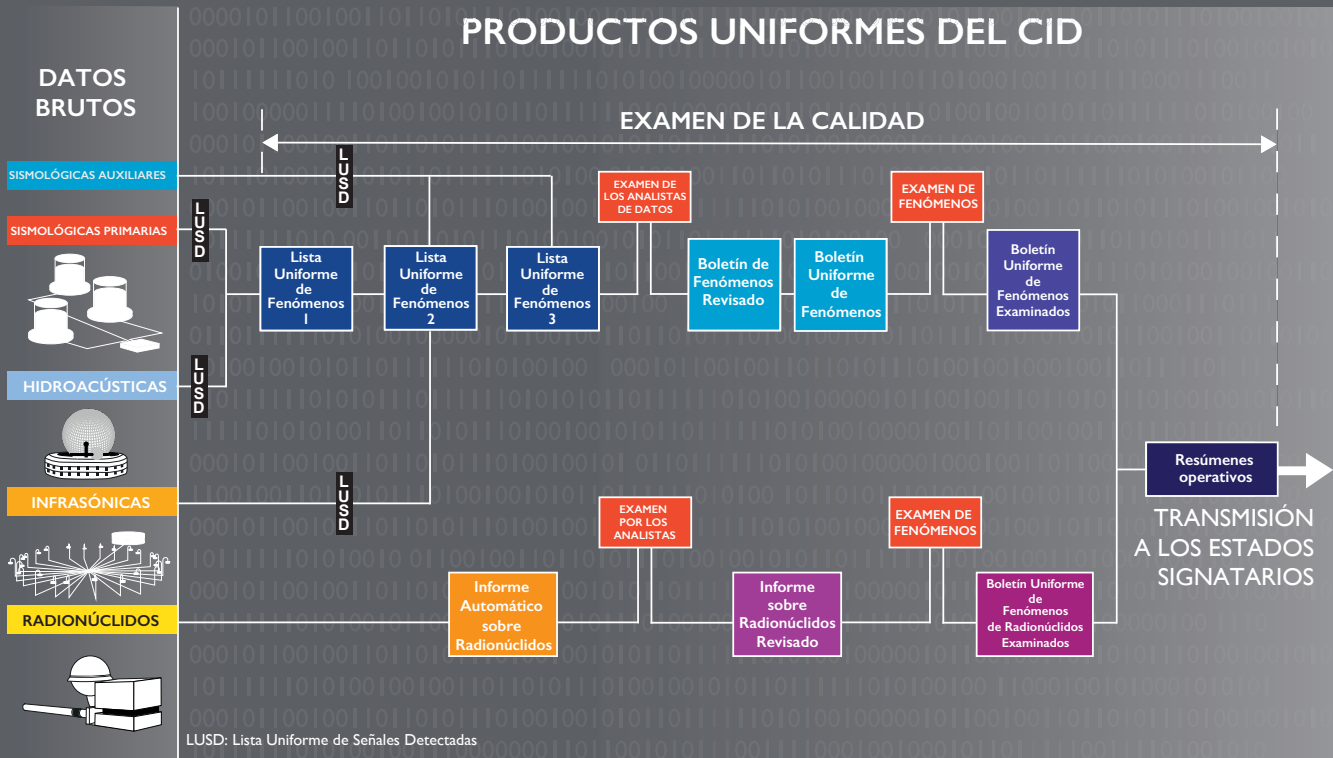 PRODUCTOS UNIFORMES DEL CID
DATOS
BRUTOS
EXAMEN DE LA CALIDAD
SISMOLÓGICAS AUXILIARES
LUSD
EXAMEN DE
LOS ANALISTAS
DE DATOS
EXAMEN DE
FENÓMENOS
SISMOLÓGICAS PRIMARIAS
LUSD
Lista
Uniforme
de
Fenómenos
1
Lista
Uniforme
de
Fenómenos
2
Lista
Uniforme
de
Fenómenos
3
Boletín de
Fenómenos
Revisado
Boletín
Uniforme
de
Fenómenos
Boletín
Uniforme
de
Fenómenos
Examinados
HIDROACÚSTICAS
LUSD
Resúmenes
operativos
INFRASÓNICAS
LUSD
EXAMEN
POR LOS
ANALISTAS
EXAMEN DE
FENÓMENOS
TRANSMISIÓN
A LOS ESTADOS
SIGNATARIOS
RADIONÚCLIDOS
Informe
Automático
sobre
Radionúclidos
Informe
sobre
Radionúclidos
Revisado
Boletín Uniforme
de
Fenómenos
de Radionúclidos
Examinados
LUSD: Lista Uniforme de Señales Detectadas